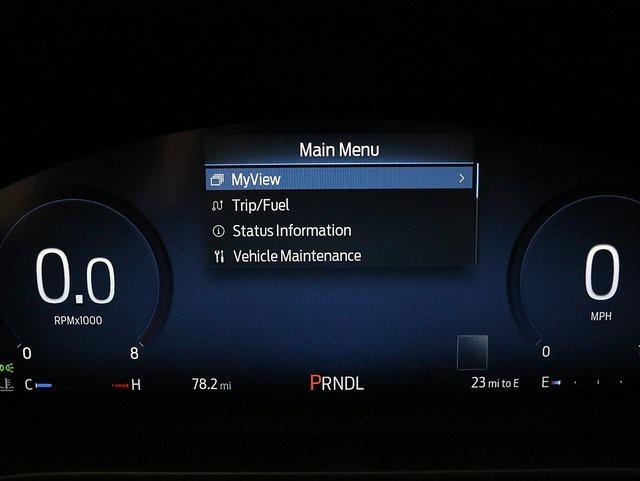 Main Menu
MyView
Trip/Fuel
Status Information
Vehicle Maintenance
0.0
RPMx1000
0 8
C H
78.2 mi
PRNDL
23 mi to E
0
MPH
0
E